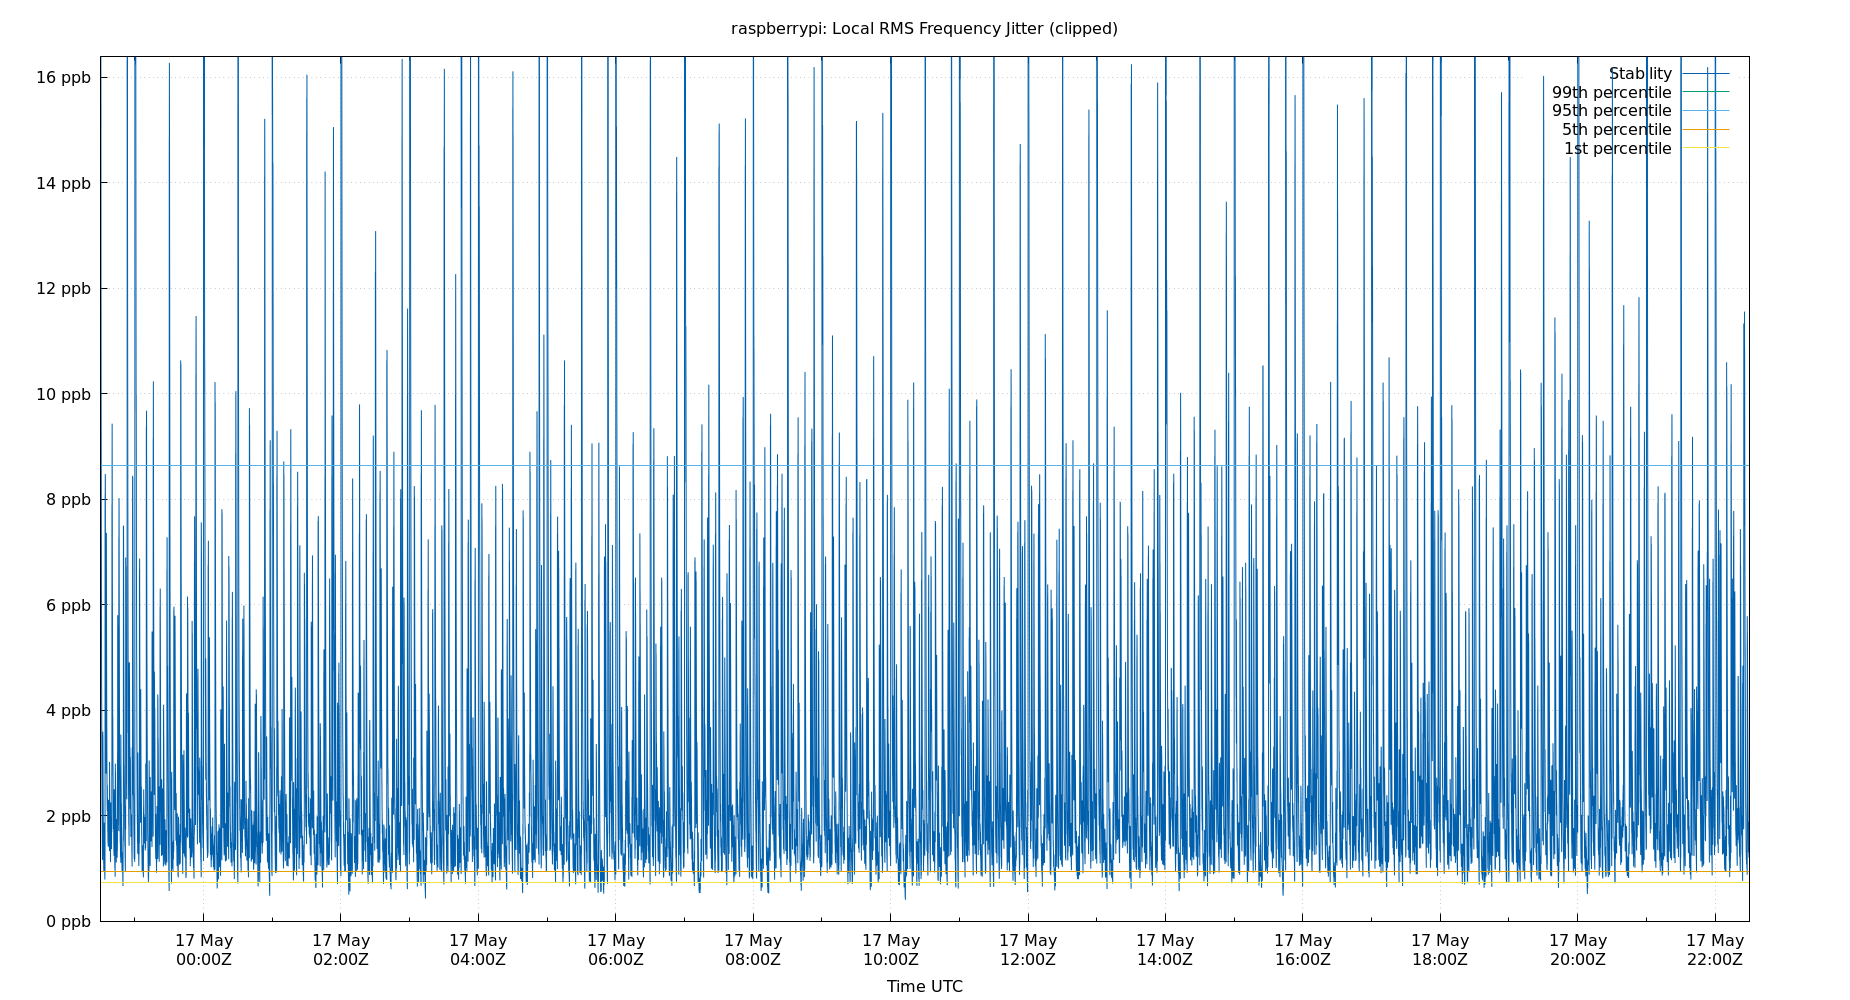 raspberrypi: Local RMS Frequency Jitter (clipped)
16 ppb
14 ppb
12 ppb
10 ppb
8 ppb
6 ppb
4 ppb
2 ppb
0 ppb
Stability
99th percentile
95th percentile
5th percentile
1st percentile
17 May 17 May 17 May 17 May 17 May 17 May 17 May 17 May 17 May 17 May 17 May 17 May
00:00Z 02:00Z 04:00Z 06:00Z 08:00Z 10:00Z 12:00Z 14:00Z 16:00Z 18:00Z 20:00Z 22:00Z
Time UTC